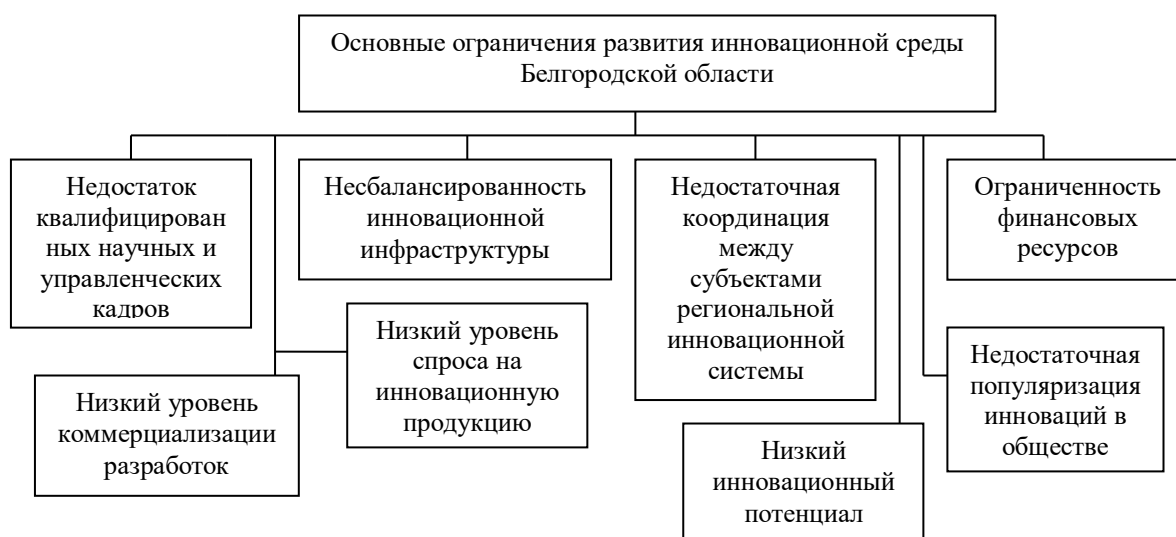 Основные ограничения развития инновационной среды
Белгородской области
Недостаток
квалифицирован
ных научных и
управленческих
кадров
Несбалансированность
инновационной
инфраструктуры
Недостаточная
координация
между
субъектами
региональной
инновационной
системы
Ограниченность
финансовых
ресурсов
Низкий уровень
коммерциализации
разработок
Низкий уровень
спроса на
инновационную
продукцию
Низкий
инновационный
потенциал
Недостаточная
популяризация
инноваций в
обществе